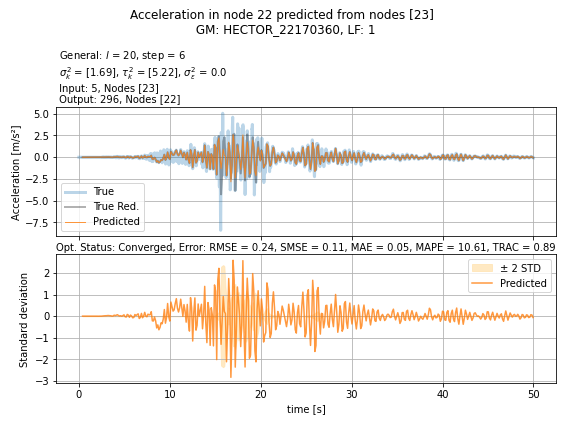 Acceleration in node 22 predicted from nodes [23]
GM: HECTOR_22170360, LF: 1
General: l = 20, step = 6
σ²ₖ = [1.69], τ²ₖ = [5.22], σ²ε = 0.0
Input: 5, Nodes [23]
Output: 296, Nodes [22]
Acceleration [m/s²]
5.0
2.5
0.0
−2.5
−5.0
−7.5
True
True Red.
Predicted
Opt. Status: Converged, Error: RMSE = 0.24, SMSE = 0.11, MAE = 0.05, MAPE = 10.61, TRAC = 0.89
Standard deviation
2
1
0
−1
−2
−3
± 2 STD
Predicted
0 10 20 30 40 50
time [s]